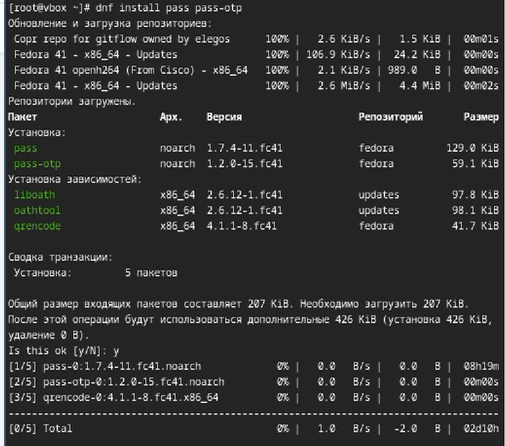 [root@vbox ~]# dnf install pass pass-otp
Обновление и загрузка репозиториев:
Copr repo for gitflow owned by elegos 100% | 2.6 KiB/s | 1.5 KiB | 00m01s
Fedora 41 - x86_64 - Updates 100% | 106.9 KiB/s | 24.2 KiB | 00m00s
Fedora 41 openh264 (From Cisco) - x86_64 100% | 2.1 KiB/s | 989.0 B | 00m00s
Fedora 41 - x86_64 - Updates 100% | 2.6 MiB/s | 4.4 MiB | 00m02s
Репозитории загружены.
Пакет Арх. Версия Репозиторий Размер
Установка:
pass noarch 1.7.4-11.fc41 fedora 129.0 KiB
pass-otp noarch 1.2.0-15.fc41 fedora 59.1 KiB
Установка зависимостей:
liboath x86_64 2.6.12-1.fc41 updates 97.8 KiB
oathtool x86_64 2.6.12-1.fc41 updates 98.1 KiB
qrencode x86_64 4.1.1-8.fc41 fedora 41.7 KiB
Сводка транзакции:
Установка: 5 пакетов
Общий размер входящих пакетов составляет 207 KiB. Необходимо загрузить 207 KiB.
После этой операции будут использоваться дополнительные 426 KiB (установка 426 KiB,
удаление 0 B).
Is this ok [y/N]: y
[1/5] pass-0:1.7.4-11.fc41.noarch 0% | 0.0 B/s | 0.0 B | 08h19m
[2/5] pass-otp-0:1.2.0-15.fc41.noarch 0% | 0.0 B/s | 0.0 B | 00m00s
[3/5] qrencode-0:4.1.1-8.fc41.x86_64 0% | 0.0 B/s | 0.0 B | 00m00s
--------------------------------------------------------------------------------
[0/5] Total 0% | 1.0 B/s | -2.0 B | 02d10h